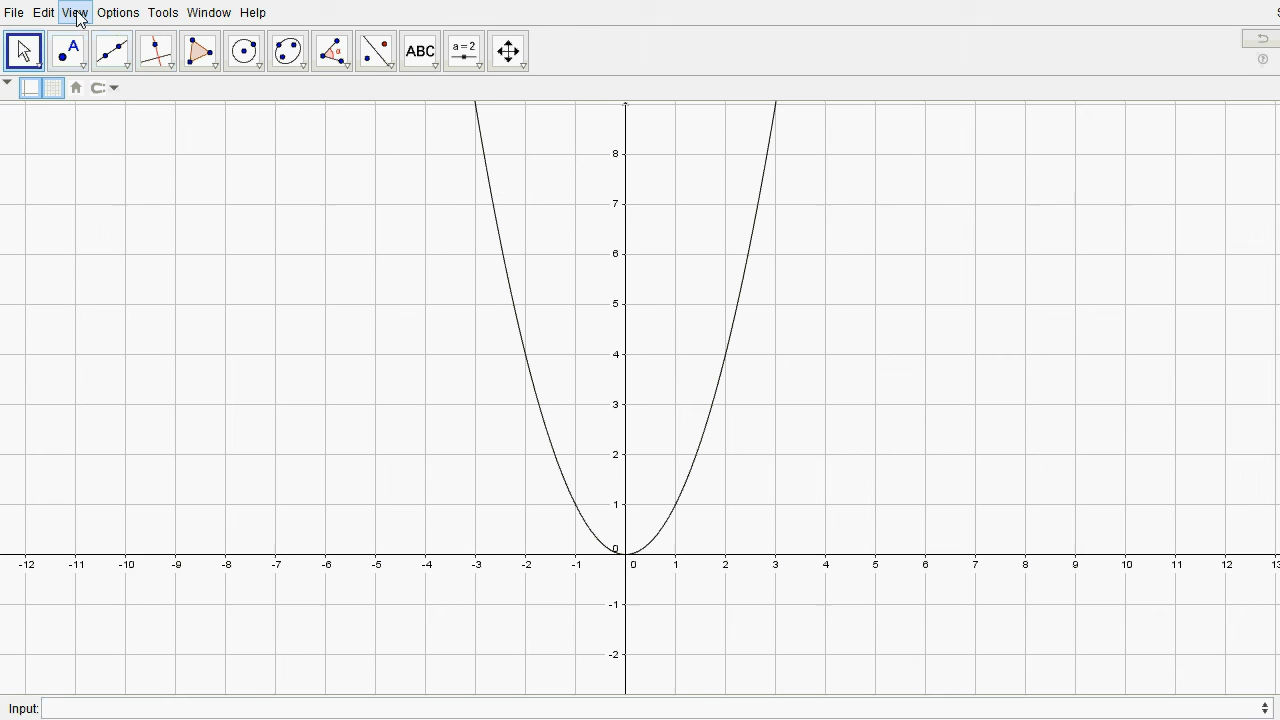 File Edit View Options Tools Window Help
A α ABC a = 2
8
7
6
5
4
3
2
1
0
-12 -11 -10 -9 -8 -7 -6 -5 -4 -3 -2 -1 0 1 2 3 4 5 6 7 8 9 10 11 12
-1
-2
Input: